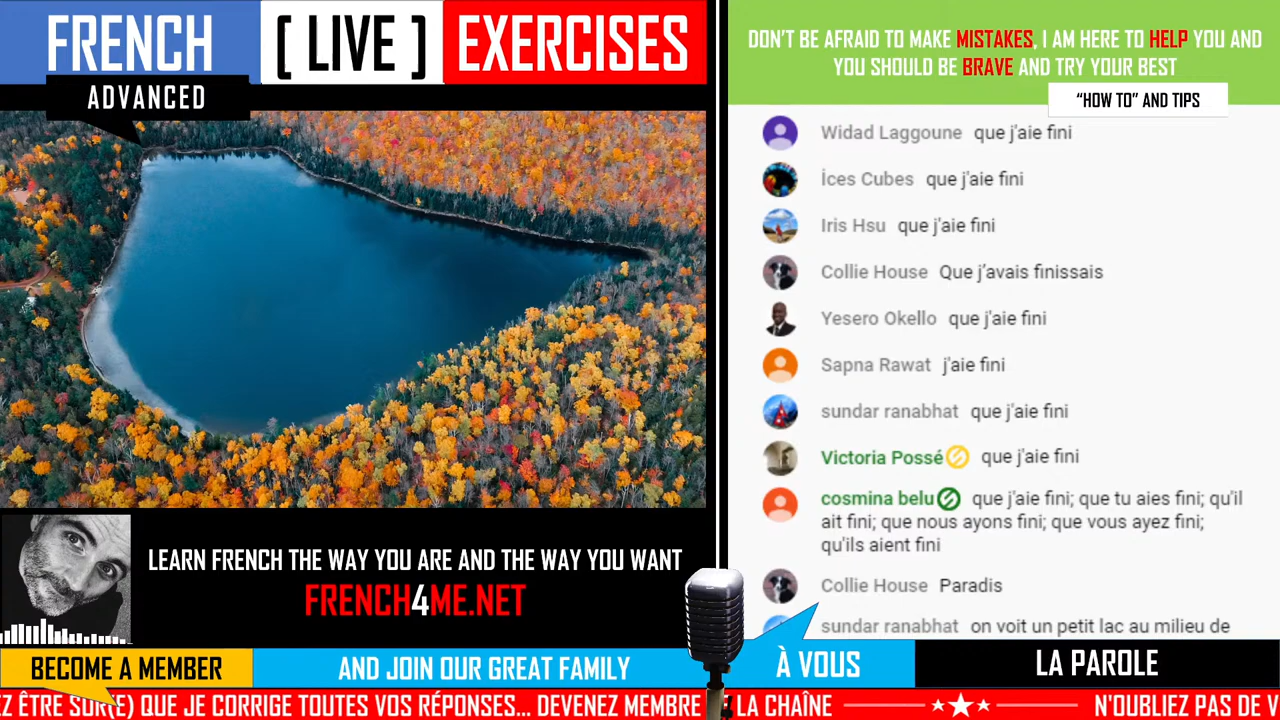 FRENCH [ LIVE ] EXERCISES
ADVANCED
DON'T BE AFRAID TO MAKE MISTAKES, I AM HERE TO HELP YOU AND
YOU SHOULD BE BRAVE AND TRY YOUR BEST
“HOW TO” AND TIPS
Widad Laggoune que j'aie fini
İces Cubes que j'aie fini
Iris Hsu que j'aie fini
Collie House Que j’avais finissais
Yesero Okello que j'aie fini
Sapna Rawat j'aie fini
sundar ranabhat que j'aie fini
Victoria Possé que j'aie fini
cosmina belu que j'aie fini; que tu aies fini; qu'il
ait fini; que nous ayons fini; que vous ayez fini;
qu'ils aient fini
Collie House Paradis
sundar ranabhat on voit un petit lac au milieu de
LEARN FRENCH THE WAY YOU ARE AND THE WAY YOU WANT
FRENCH4ME.NET
BECOME A MEMBER AND JOIN OUR GREAT FAMILY
À VOUS LA PAROLE
EZ ÊTRE SÛR(E) QUE JE CORRIGE TOUTES VOS RÉPONSES... DEVENEZ MEMBRE LA CHAÎNE N'OUBLIEZ PAS DE V